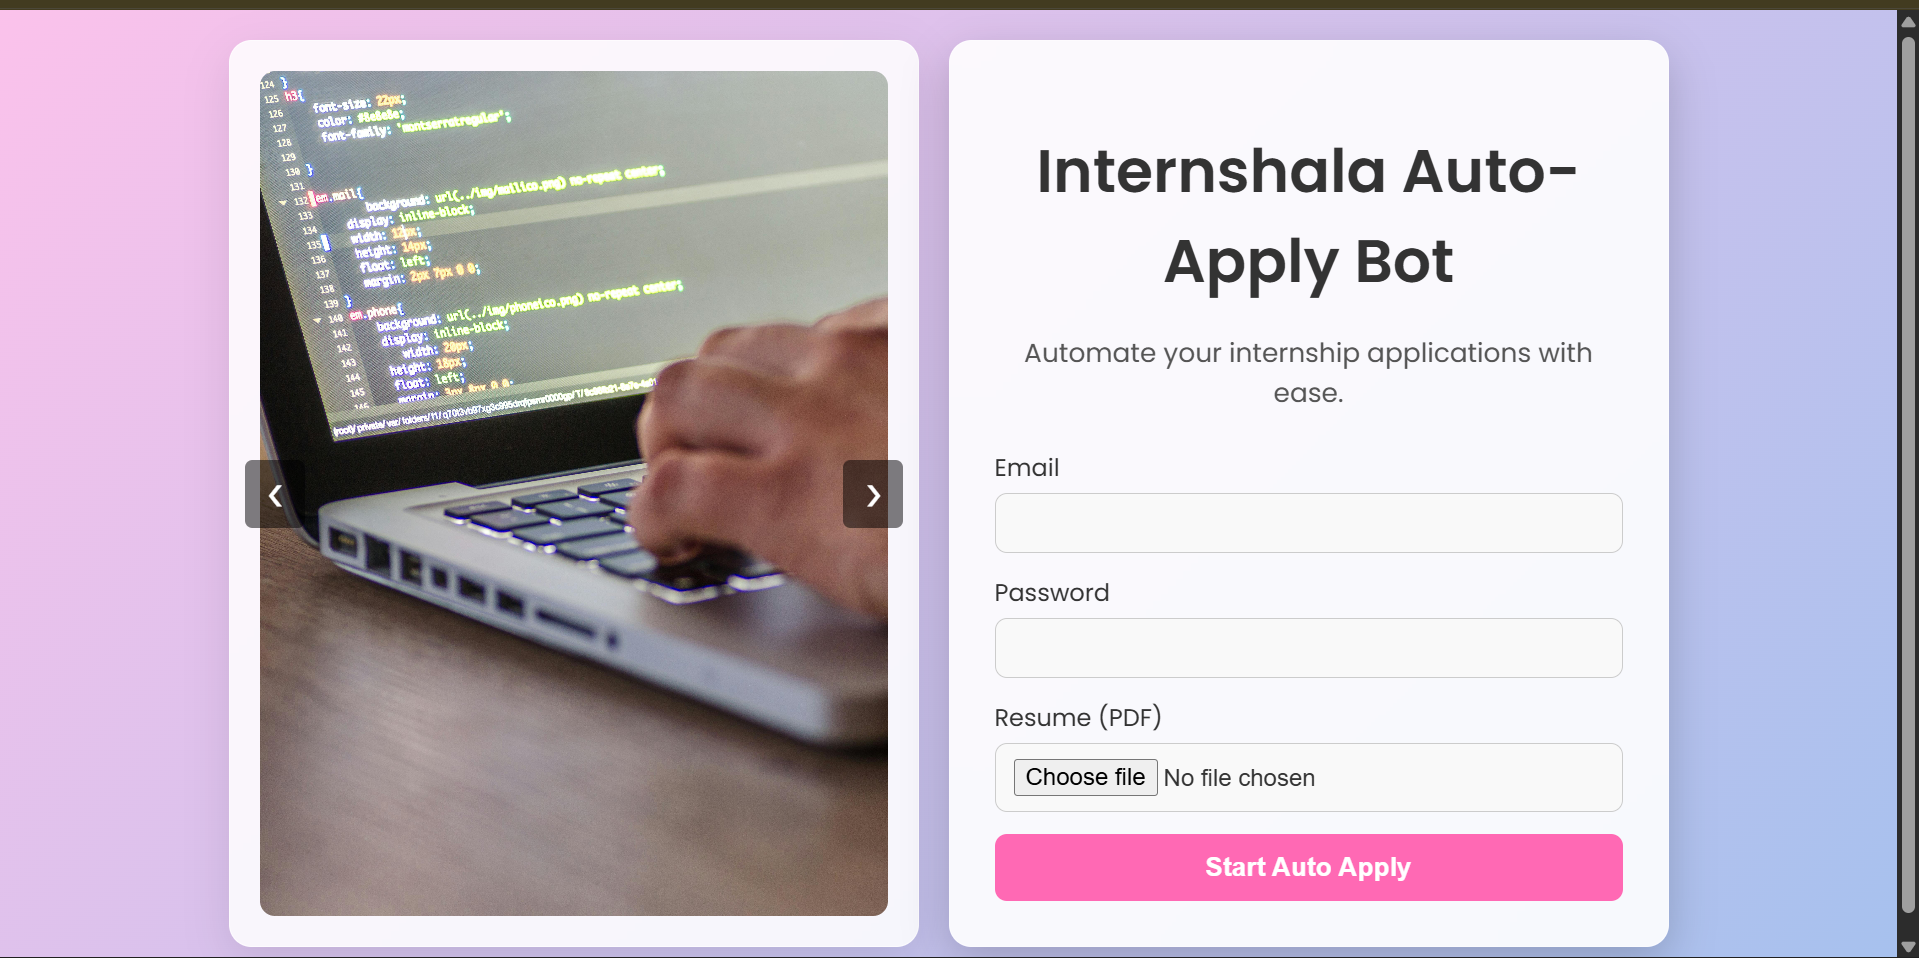 124 }
125 h3{
126 font-size: 22px;
127 color: #8e8e8e;
128 font-family: 'montserratregular';
129
130 }
131
132 em.mail{
133 background: url(../img/mailico.png) no-repeat center;
134 display: inline-block;
135 width: 12px;
136 height: 14px;
137 float: left;
138 margin: 2px 7px 0 0;
139 }
140 em.phone{
141 background: url(../img/phoneico.png) no-repeat center;
142 display: inline-block;
143 width: 20px;
144 height: 18px;
145 float: left;
146
❮
❯
Internshala Auto-
Apply Bot
Automate your internship applications with
ease.
Email
Password
Resume (PDF)
Choose file No file chosen
Start Auto Apply